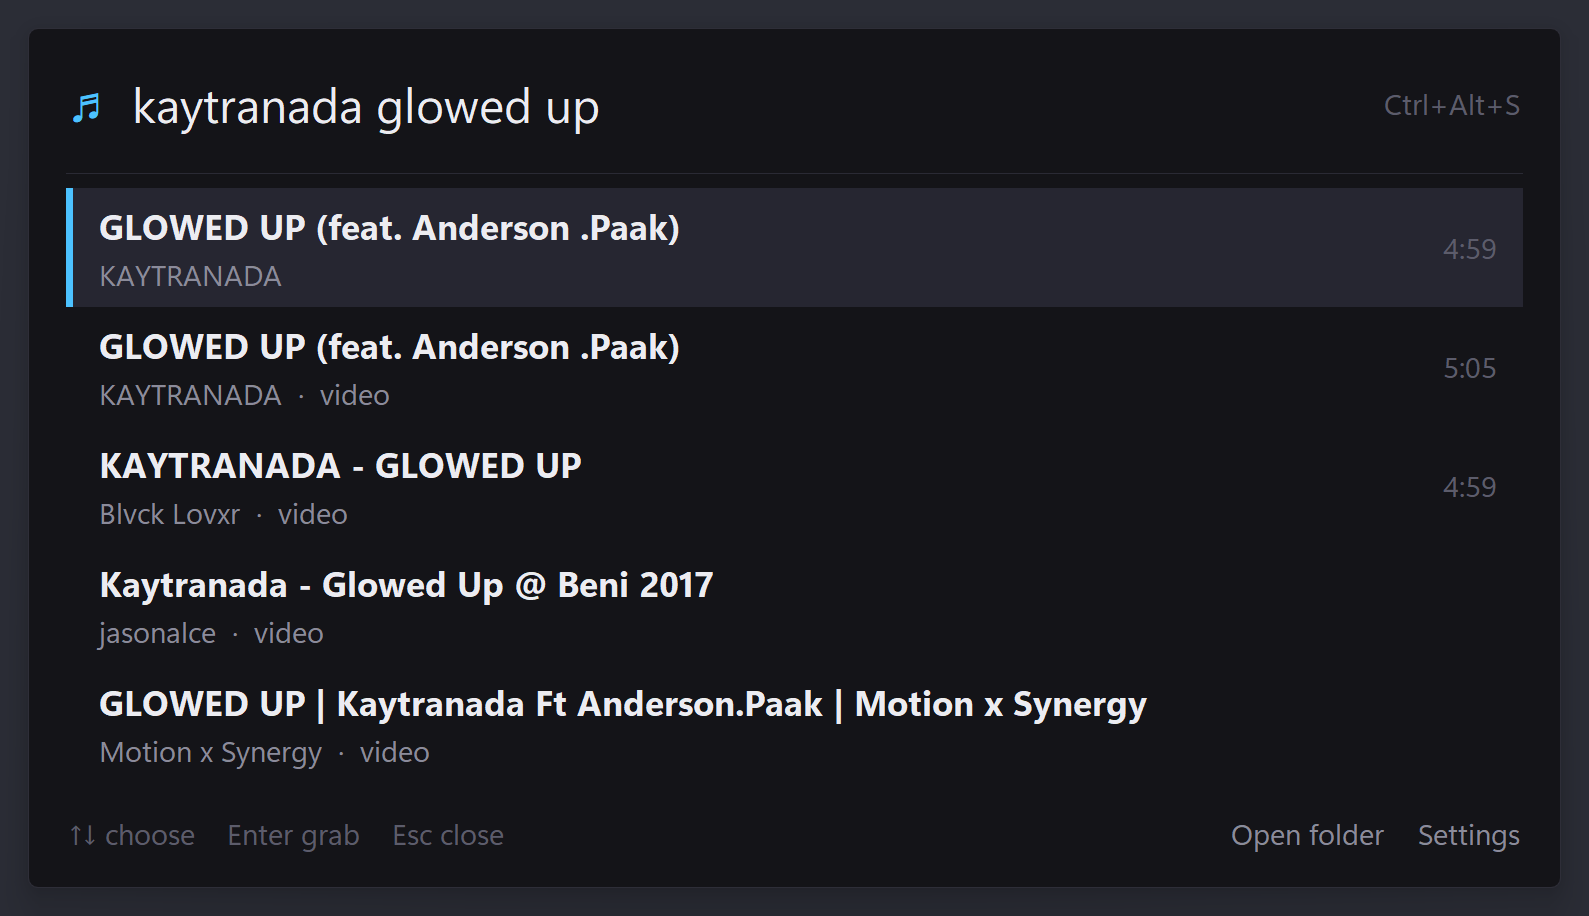 ♬ kaytranada glowed up Ctrl+Alt+S
GLOWED UP (feat. Anderson .Paak)
KAYTRANADA
4:59
GLOWED UP (feat. Anderson .Paak)
KAYTRANADA · video
5:05
KAYTRANADA - GLOWED UP
Blvck Lovxr · video
4:59
Kaytranada - Glowed Up @ Beni 2017
jasonalce · video
GLOWED UP | Kaytranada Ft Anderson.Paak | Motion x Synergy
Motion x Synergy · video
↑↓ choose Enter grab Esc close Open folder Settings